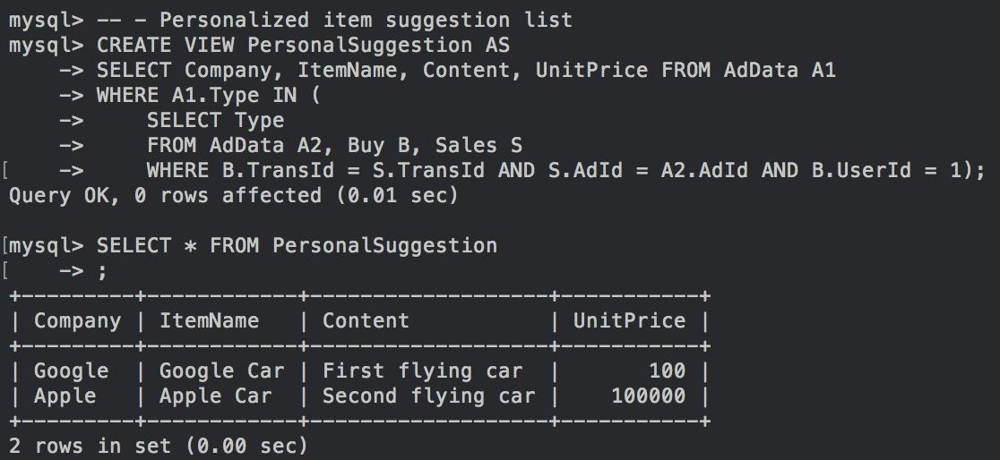 mysql> -- - Personalized item suggestion list
mysql> CREATE VIEW PersonalSuggestion AS
    -> SELECT Company, ItemName, Content, UnitPrice FROM AdData A1
    -> WHERE A1.Type IN (
    ->     SELECT Type
    ->     FROM AdData A2, Buy B, Sales S
[    ->     WHERE B.TransId = S.TransId AND S.AdId = A2.AdId AND B.UserId = 1);
Query OK, 0 rows affected (0.01 sec)

[mysql> SELECT * FROM PersonalSuggestion
[    -> ;
+---------+------------+-------------------+-----------+
| Company | ItemName   | Content           | UnitPrice |
+---------+------------+-------------------+-----------+
| Google  | Google Car | First flying car  |       100 |
| Apple   | Apple Car  | Second flying car |    100000 |
+---------+------------+-------------------+-----------+
2 rows in set (0.00 sec)